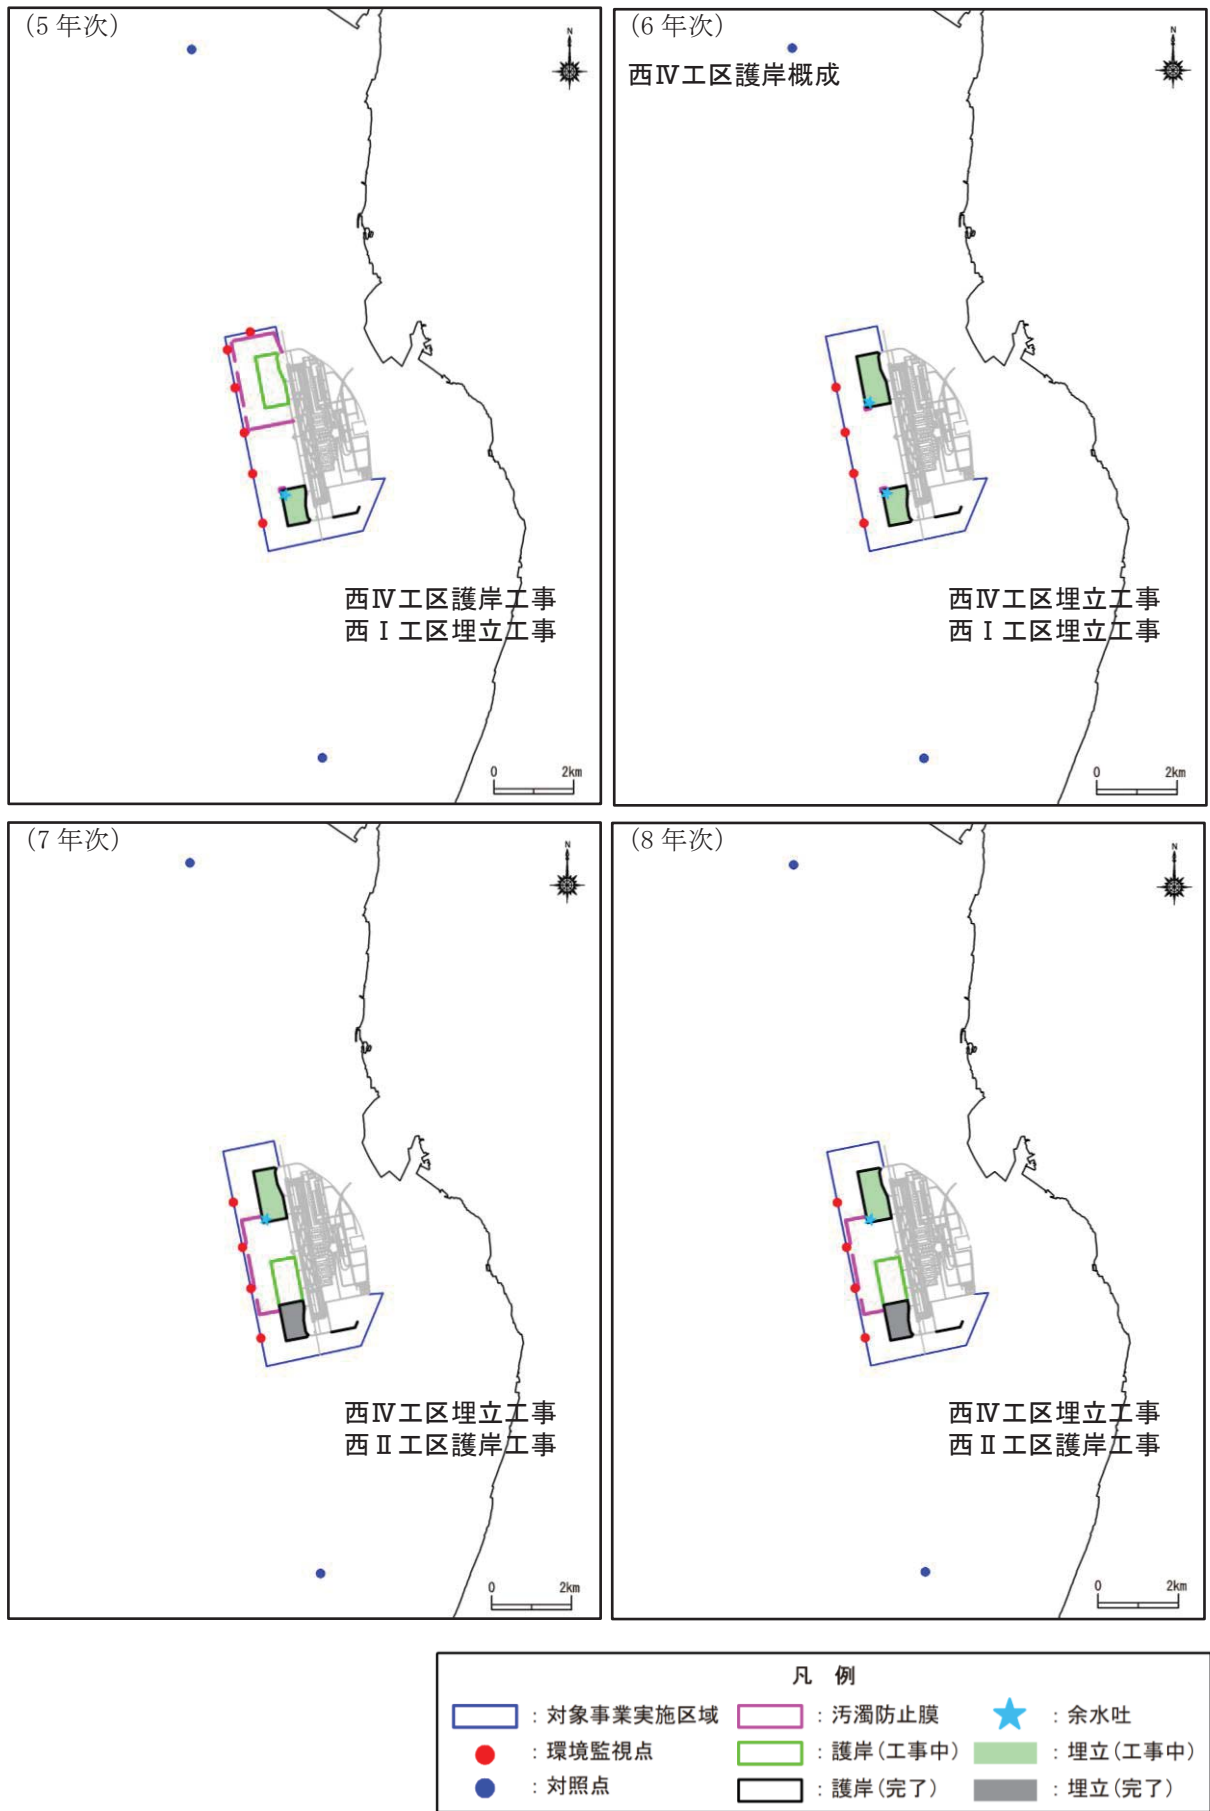 (5 年次)
N
西Ⅳ工区護岸工事
西Ⅰ工区埋立工事
0 2km
(6 年次)
西Ⅳ工区護岸概成
N
西Ⅳ工区埋立工事
西Ⅰ工区埋立工事
0 2km
(7 年次)
N
西Ⅳ工区埋立工事
西Ⅱ工区護岸工事
0 2km
(8 年次)
N
西Ⅳ工区埋立工事
西Ⅱ工区護岸工事
0 2km
凡 例
：対象事業実施区域 ：汚濁防止膜 ：余水吐
：環境監視点 ：護岸(工事中) ：埋立(工事中)
：対照点 ：護岸(完了) ：埋立(完了)